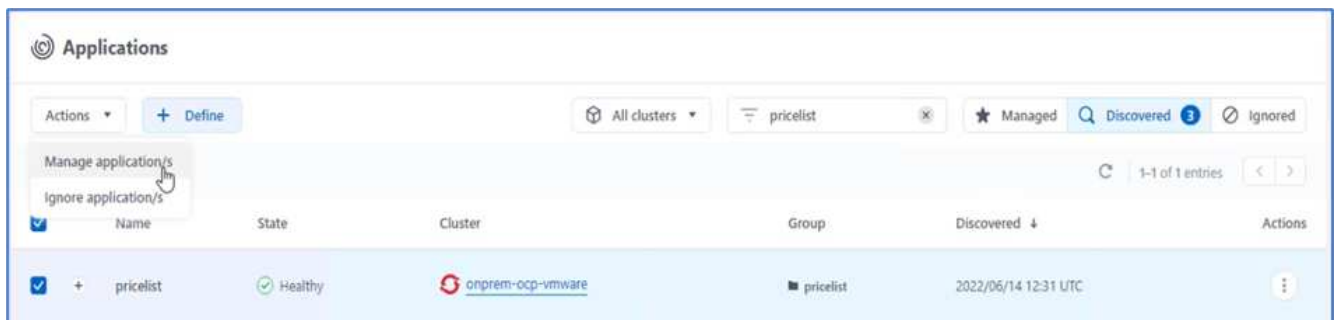 Applications
Actions + Define All clusters pricelist Managed Discovered 3 Ignored
Manage application/s
1-1 of 1 entries
Ignore application/s
Name State Cluster Group Discovered Actions
+ pricelist Healthy onprem-ocp-vmware pricelist 2022/06/14 12:31 UTC